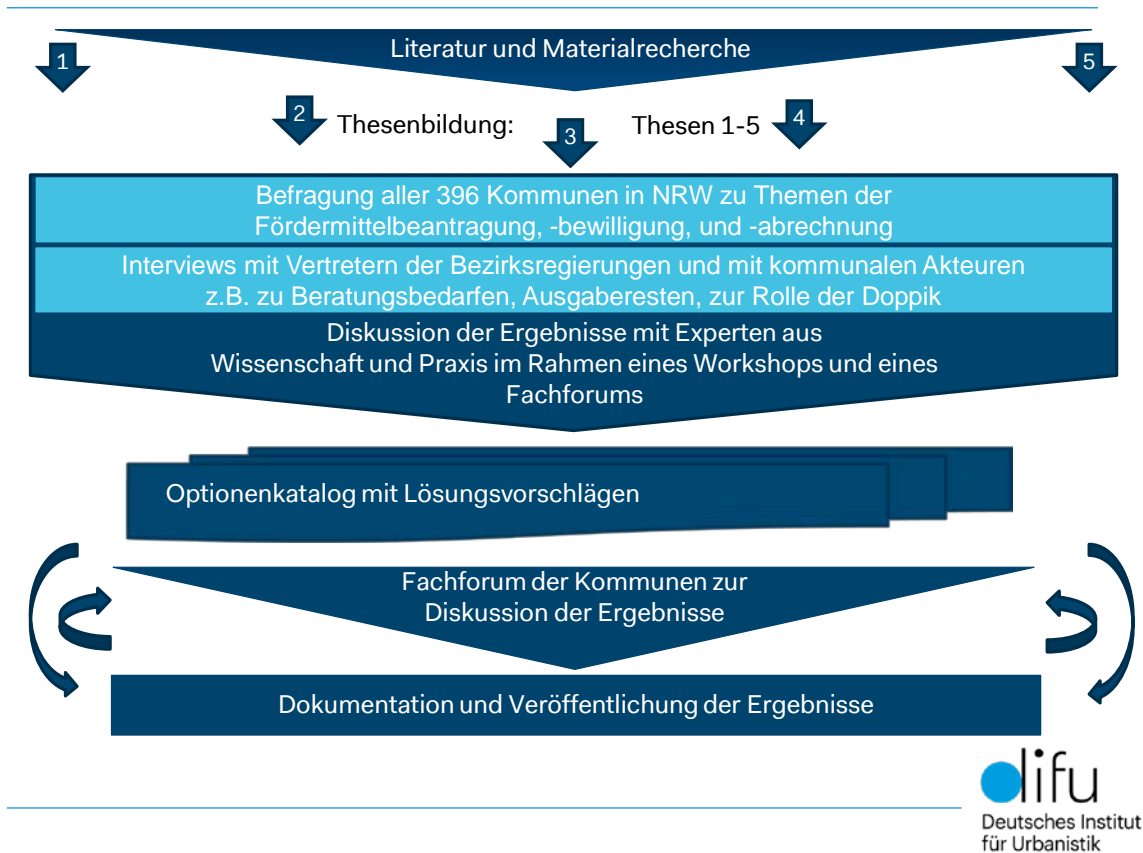 Literatur und Materialrecherche
1
5
2
Thesenbildung:
3
Thesen 1-5
4
Befragung aller 396 Kommunen in NRW zu Themen der
Fördermittelbeantragung, -bewilligung, und -abrechnung
Interviews mit Vertretern der Bezirksregierungen und mit kommunalen Akteuren
z.B. zu Beratungsbedarfen, Ausgaberesten, zur Rolle der Doppik
Diskussion der Ergebnisse mit Experten aus
Wissenschaft und Praxis im Rahmen eines Workshops und eines
Fachforums
Optionenkatalog mit Lösungsvorschlägen
Fachforum der Kommunen zur
Diskussion der Ergebnisse
Dokumentation und Veröffentlichung der Ergebnisse
difu
Deutsches Institut
für Urbanistik